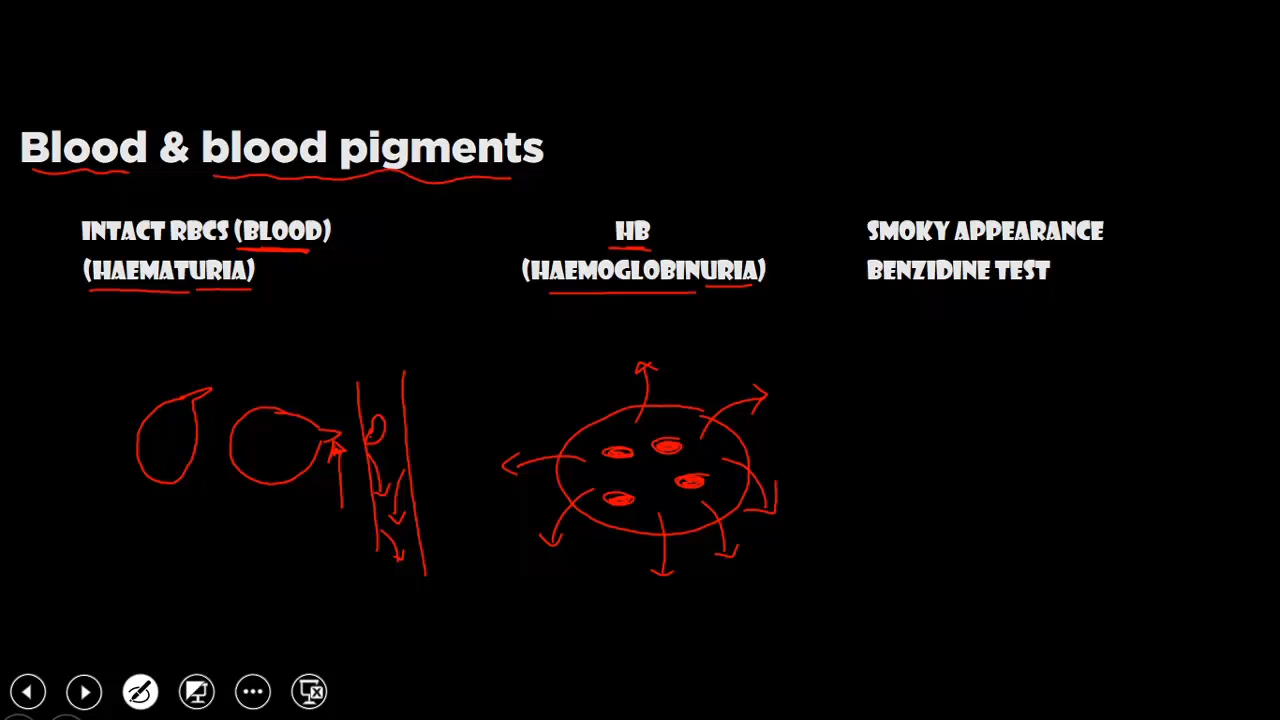 Blood & blood pigments
INTACT RBCS (BLOOD)
(HAEMATURIA)
HB
(HAEMOGLOBINURIA)
SMOKY APPEARANCE
BENZIDINE TEST